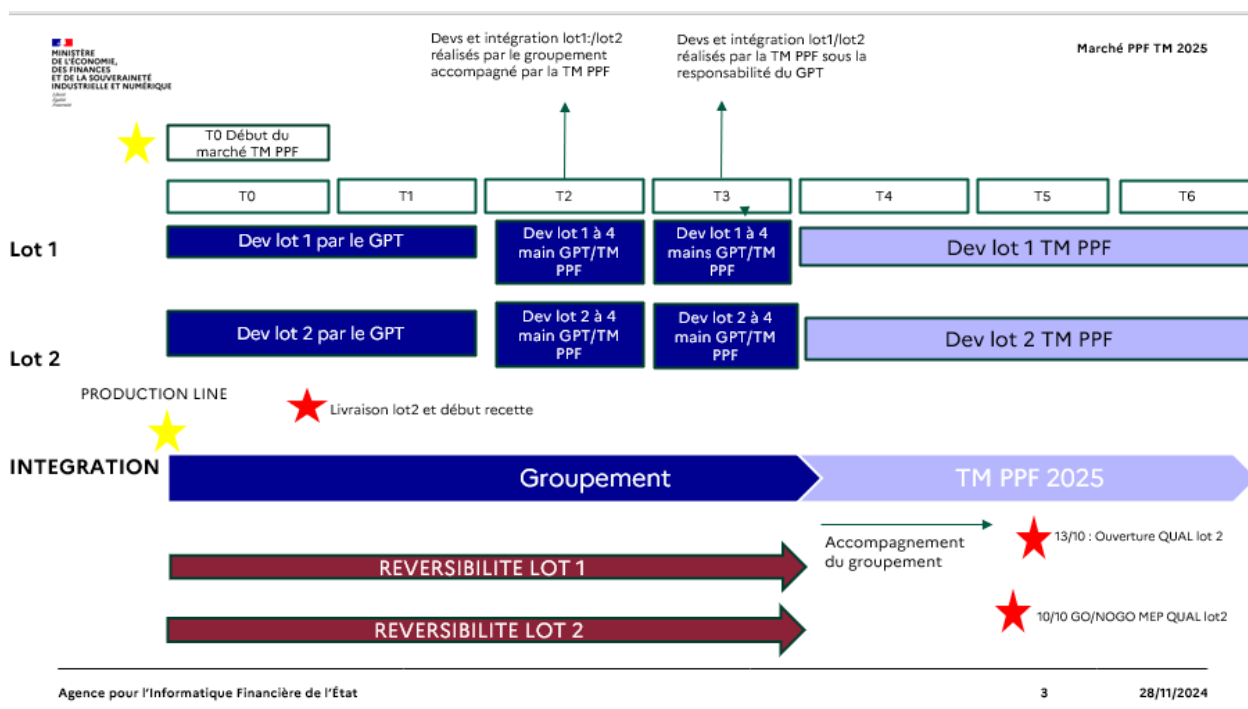 MINISTÈRE
DE L'ÉCONOMIE,
DES FINANCES
ET DE LA SOUVERAINETÉ
INDUSTRIELLE ET NUMÉRIQUE
Liberté
Égalité
Fraternité
Devs et intégration lot1:/lot2
réalisés par le groupement
accompagné par la TM PPF
Devs et intégration lot1/lot2
réalisés par la TM PPF sous la
responsabilité du GPT
Marché PPF TM 2025
T0 Début du
marché TM PPF
T0
T1
T2
T3
T4
T5
T6
Lot 1
Dev lot 1 par le GPT
Dev lot 1 à 4
main GPT/TM
PPF
Dev lot 1 à 4
mains GPT/TM
PPF
Dev lot 1 TM PPF
Lot 2
Dev lot 2 par le GPT
Dev lot 2 à 4
main GPT/TM
PPF
Dev lot 2 à 4
main GPT/TM
PPF
Dev lot 2 TM PPF
PRODUCTION LINE
Livraison lot2 et début recette
INTEGRATION
Groupement
TM PPF 2025
Accompagnement
du groupement
13/10 : Ouverture QUAL lot 2
REVERSIBILITE LOT 1
10/10 GO/NOGO MEP QUAL lot2
REVERSIBILITE LOT 2
Agence pour l'Informatique Financière de l'État
3
28/11/2024